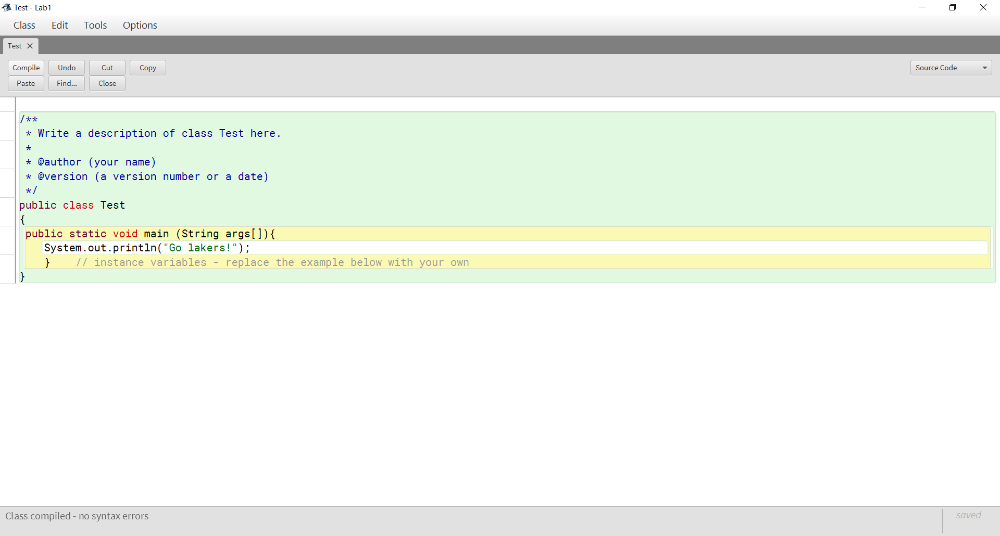 Test - Lab1
Class Edit Tools Options
Test
Compile Undo Cut Copy Source Code
Paste Find... Close
/**
* Write a description of class Test here.
*
* @author (your name)
* @version (a version number or a date)
*/
public class Test
{
public static void main (String args[]){
System.out.println("Go lakers!");
} // instance variables - replace the example below with your own
}
Class compiled - no syntax errors saved